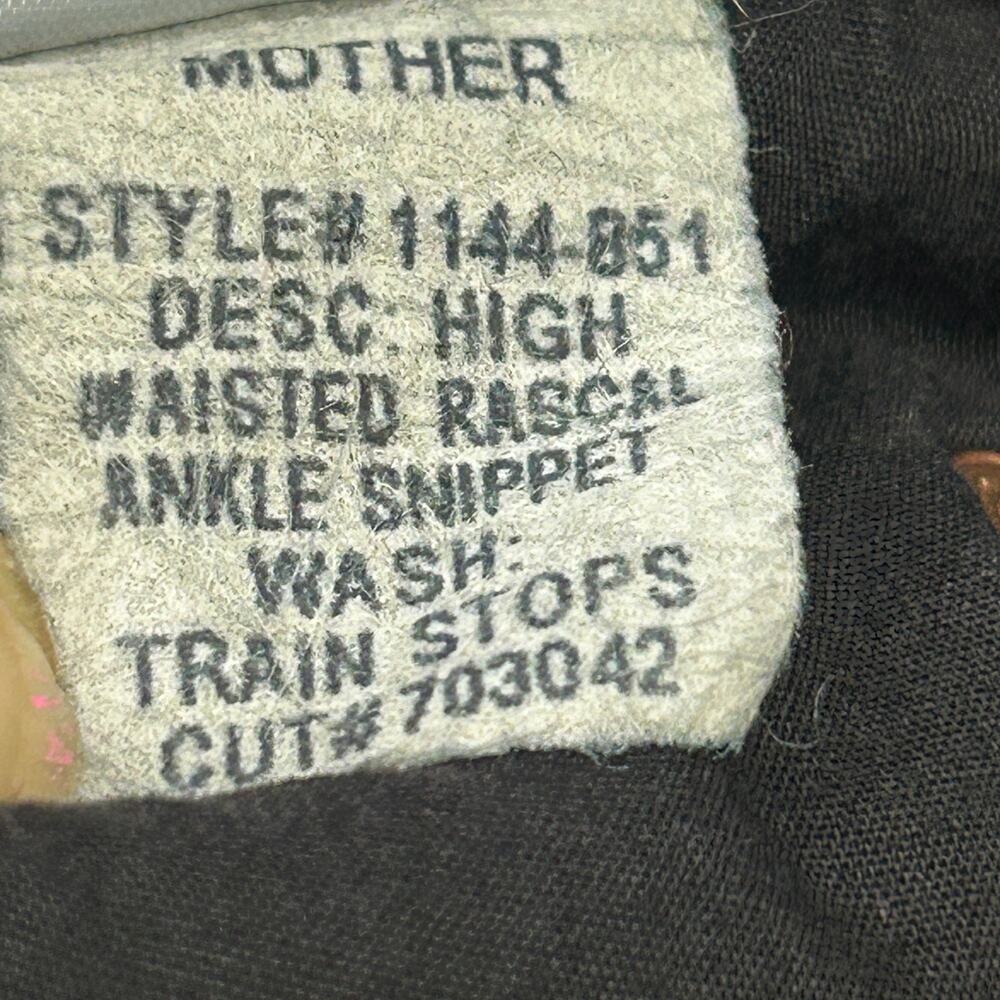 MOTHER
STYLE# 1144-851
DESC: HIGH
WAISTED RASCAL
ANKLE SNIPPET
WASH:
TRAIN STOPS
CUT# 703042